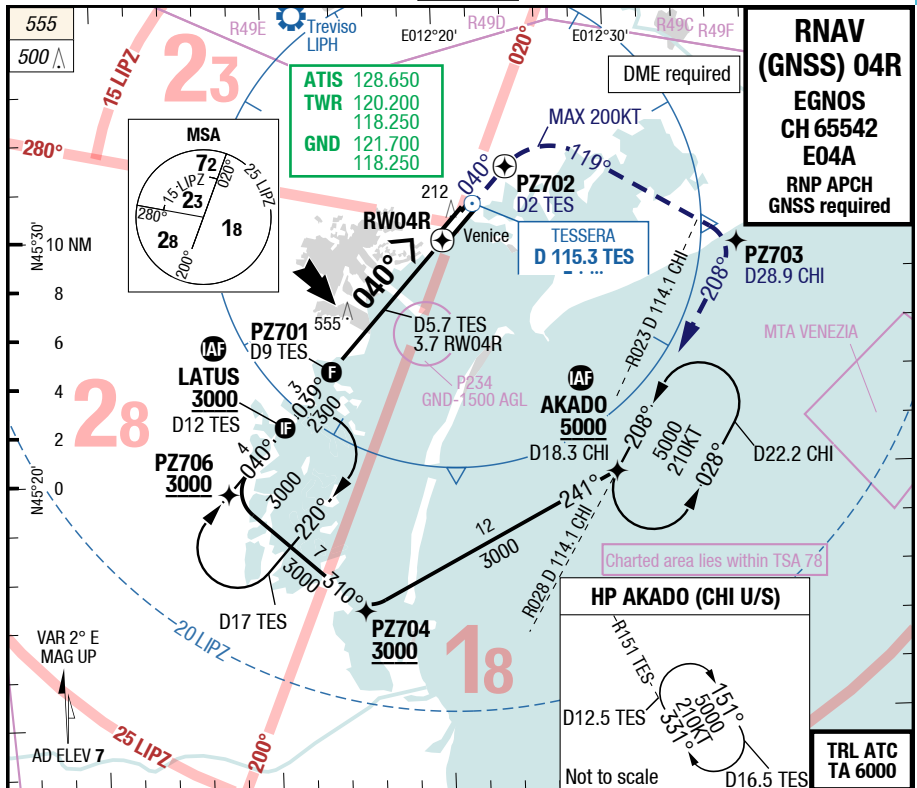 555
500
R49E
Treviso
LIPH
E012°20'
R49D
E012°30'
R49C
R49F
RNAV
(GNSS) 04R
EGNOS
CH 65542
E04A
RNP APCH
GNSS required
15 LIPZ
23
020°
DME required
ATIS 128.650
TWR 120.200
118.250
GND 121.700
118.250
MAX 200KT
280°
MSA
72
020°
25 LIPZ
15 LIPZ
23
280°
28
18
200°
119°
040°
PZ702
D2 TES
212
RW04R
Venice
TESSERA
D 115.3 TES
N45°30'
10 NM
PZ703
D28.9 CHI
208°
R023 D 114.1 CHI
040°
8
555
D5.7 TES
3.7 RW04R
MTA VENEZIA
6
PZ701
D9 TES
F
IAF
LATUS
3000
D12 TES
3
039°
2300
P234
GND-1500 AGL
IAF
AKADO
5000
D18.3 CHI
4
28
IF
2
4
040°
3000
208°
5000
210KT
028°
D22.2 CHI
PZ706
3000
N45°20'
0
220°
241°
12
3000
7
3000
310°
R028 D 114.1 CHI
Charted area lies within TSA 78
D17 TES
PZ704
3000
18
20 LIPZ
VAR 2° E
MAG UP
AD ELEV 7
25 LIPZ
200°
HP AKADO (CHI U/S)
R151 TES
D12.5 TES
151°
5000
210KT
331°
D16.5 TES
Not to scale
TRL ATC
TA 6000